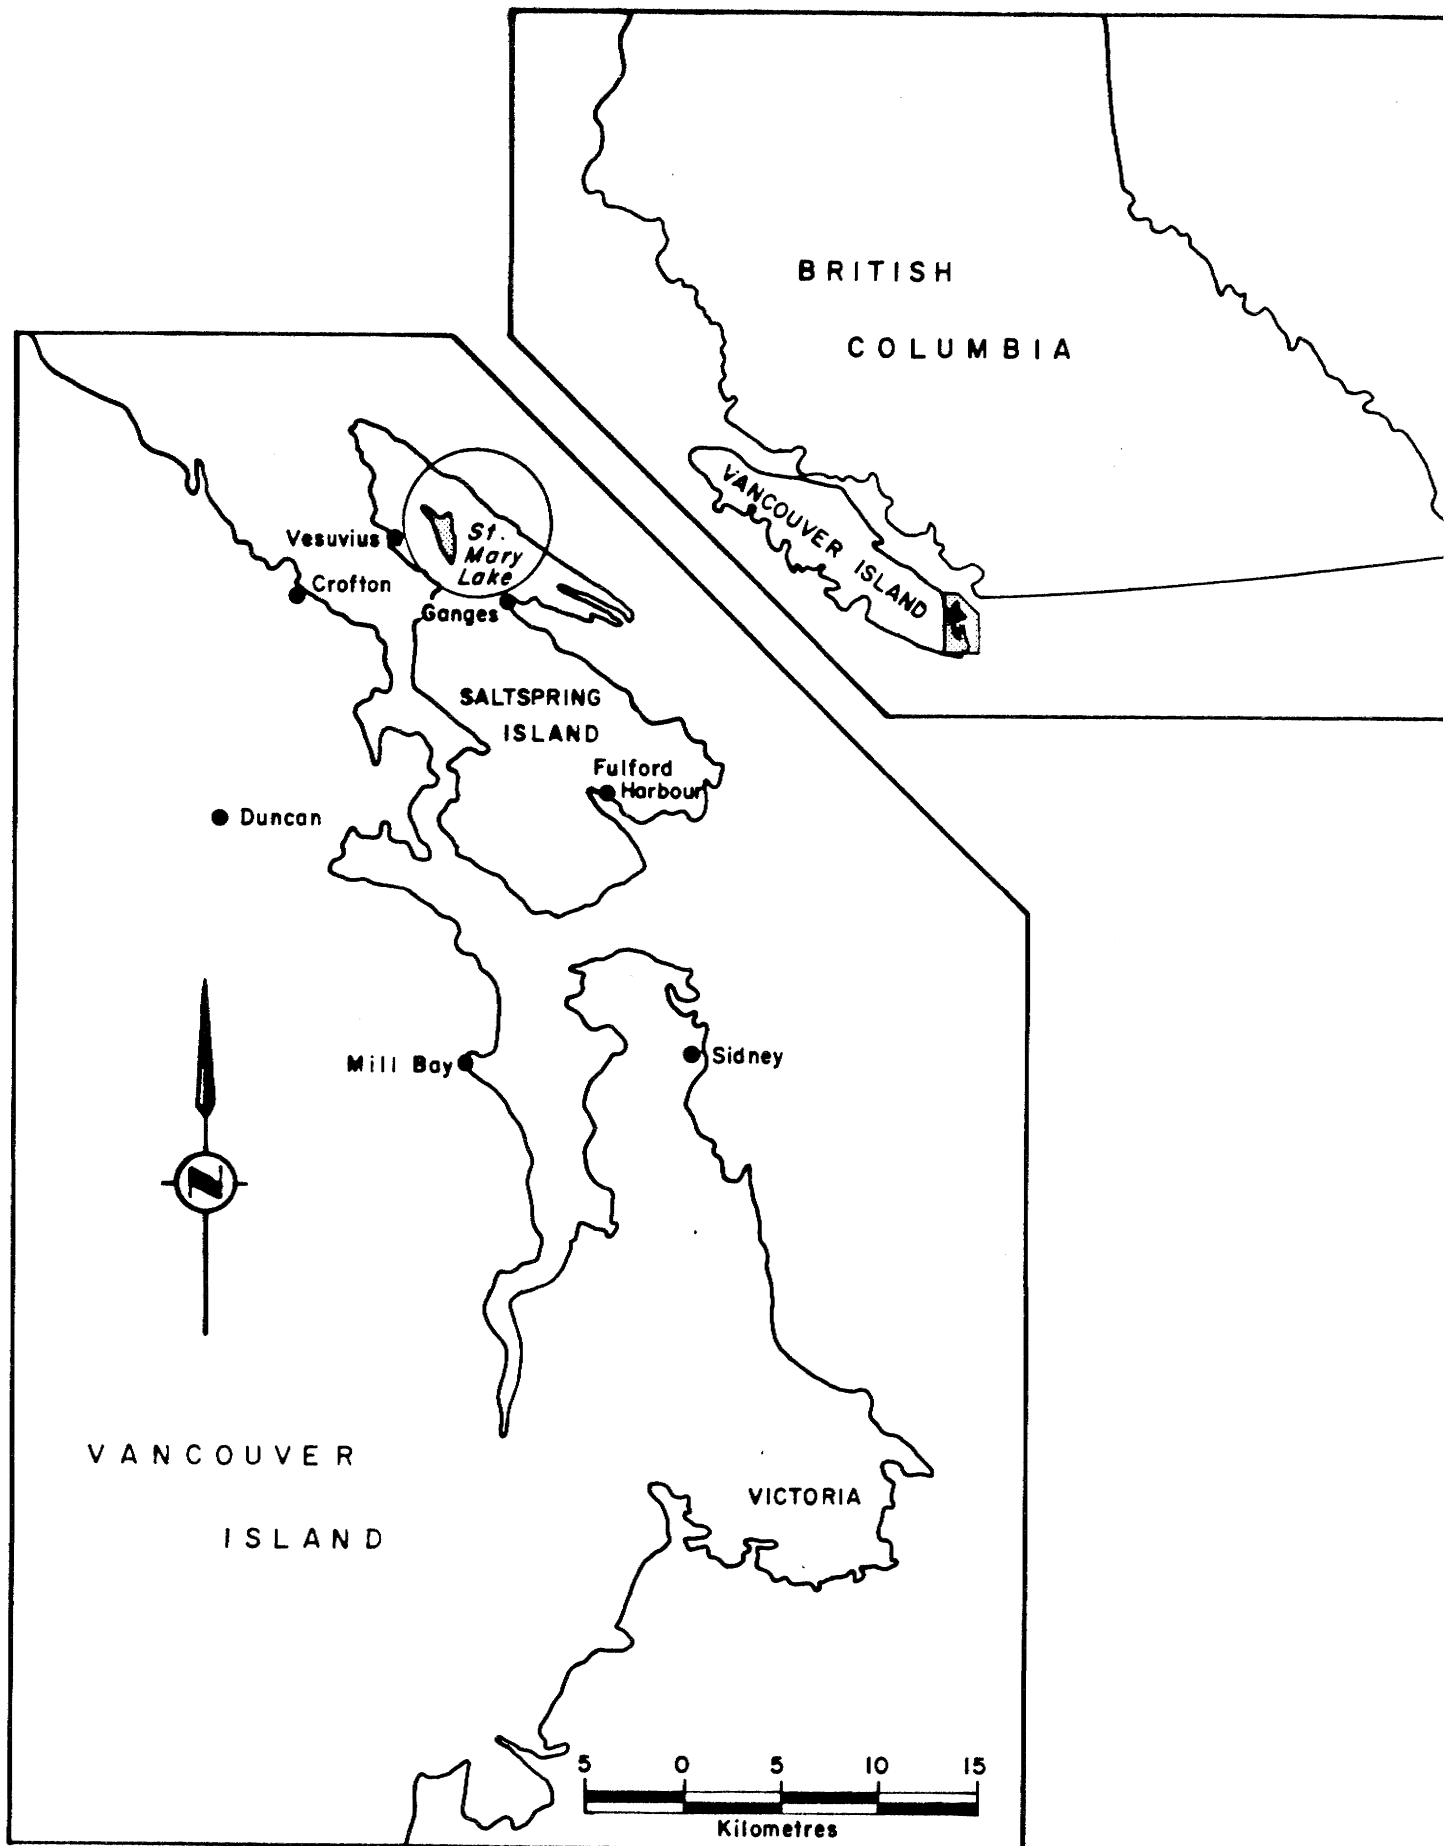 BRITISH
COLUMBIA
VANCOUVER ISLAND
St.
Mary
Lake
Vesuvius
Crofton
Ganges
SALTSPRING
ISLAND
Fulford
Harbour
Duncan
Mill Bay
Sidney
N
VANCOUVER
ISLAND
VICTORIA
5 0 5 10 15
Kilometres